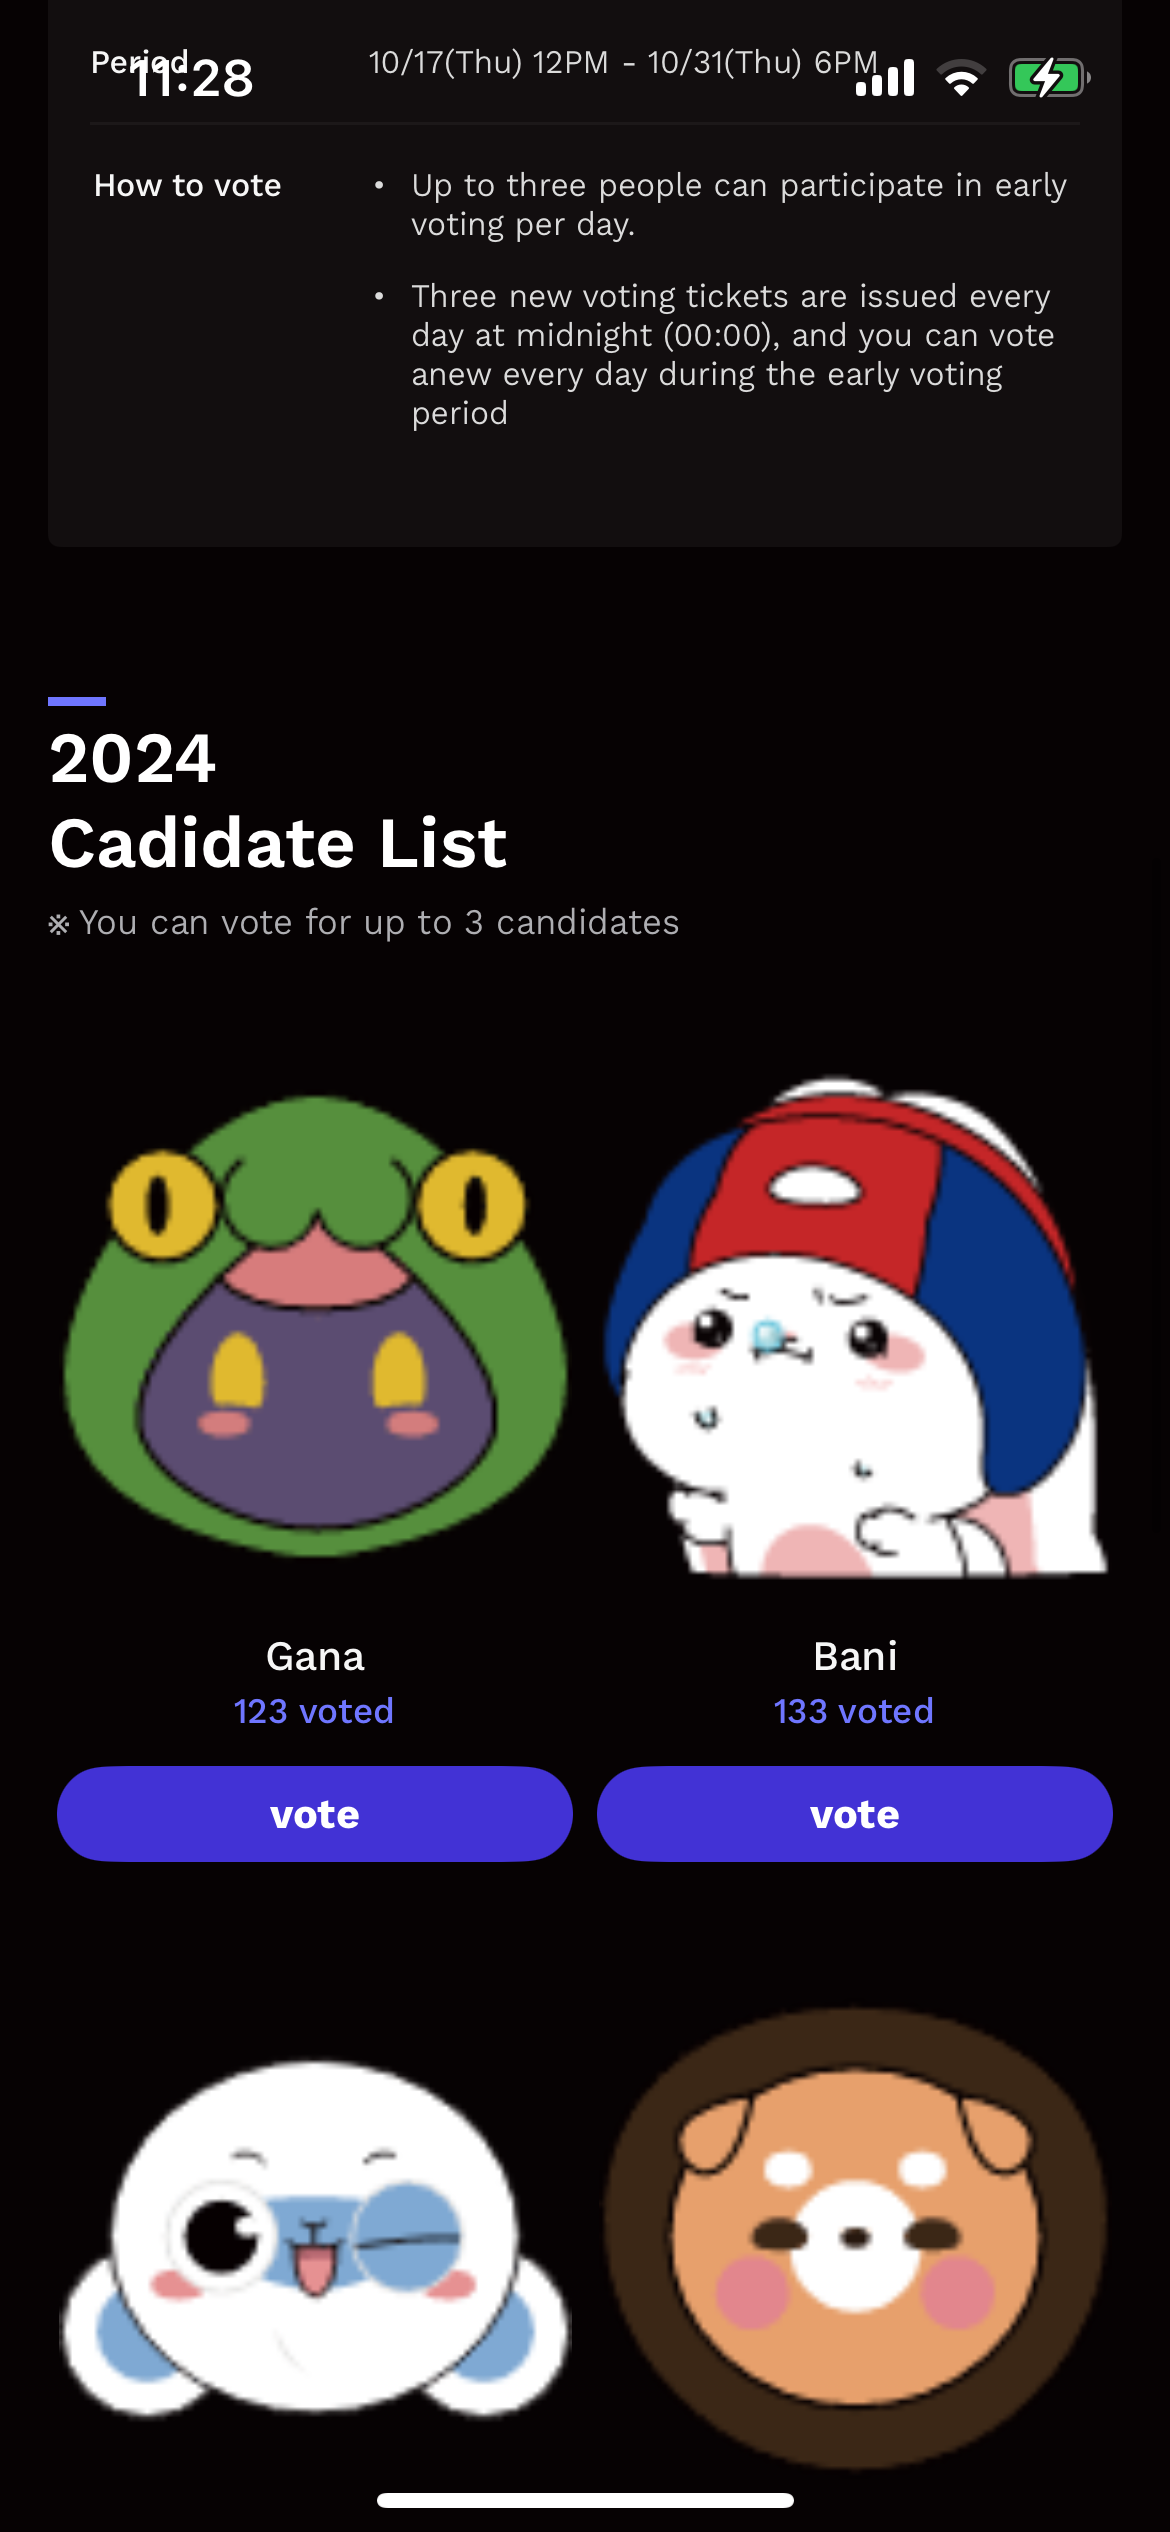 Period 10/17(Thu) 12PM - 10/31(Thu) 6PM
11:28
How to vote
• Up to three people can participate in early
voting per day.
• Three new voting tickets are issued every
day at midnight (00:00), and you can vote
anew every day during the early voting
period
2024
Cadidate List
※ You can vote for up to 3 candidates
Gana
123 voted
vote
Bani
133 voted
vote